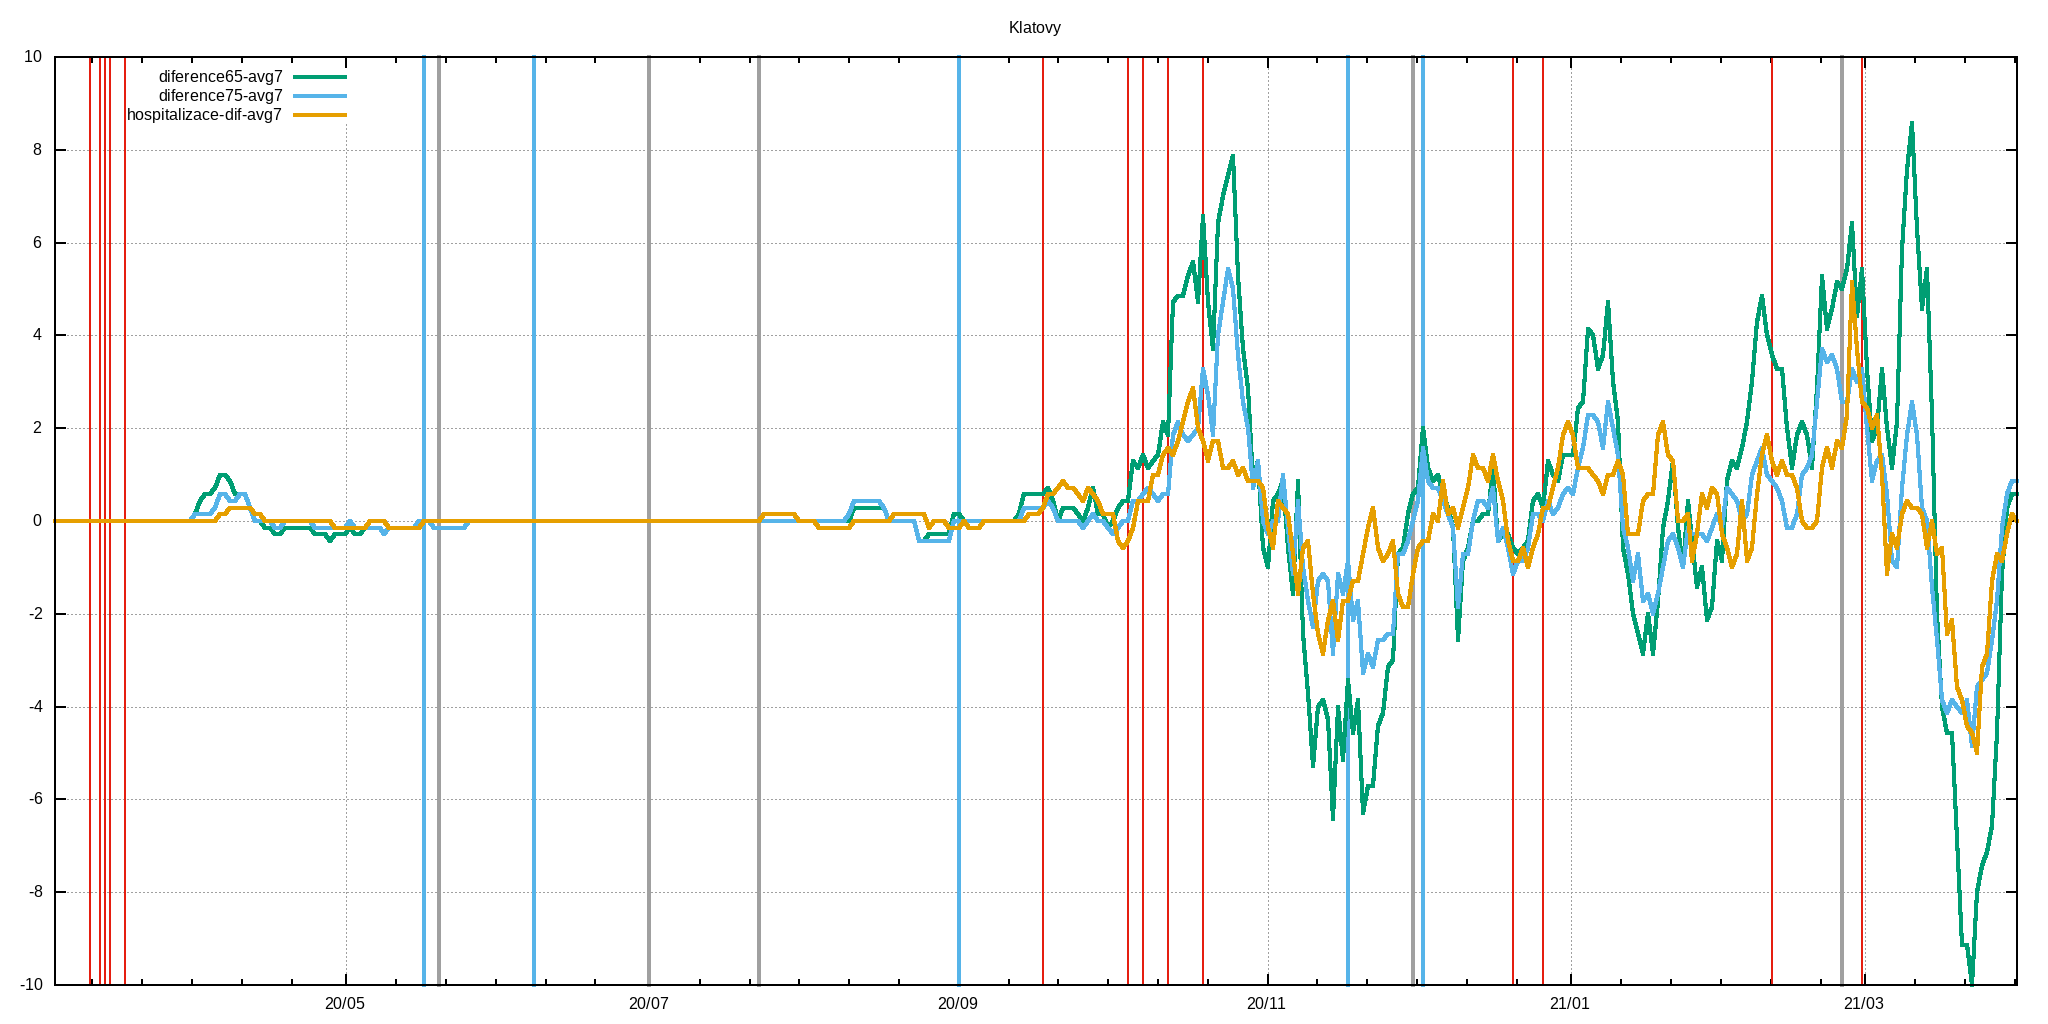 Klatovy
diference65-avg7
diference75-avg7
hospitalizace-dif-avg7
10
8
6
4
2
0
-2
-4
-6
-8
-10
20/05 20/07 20/09 20/11 21/01 21/03